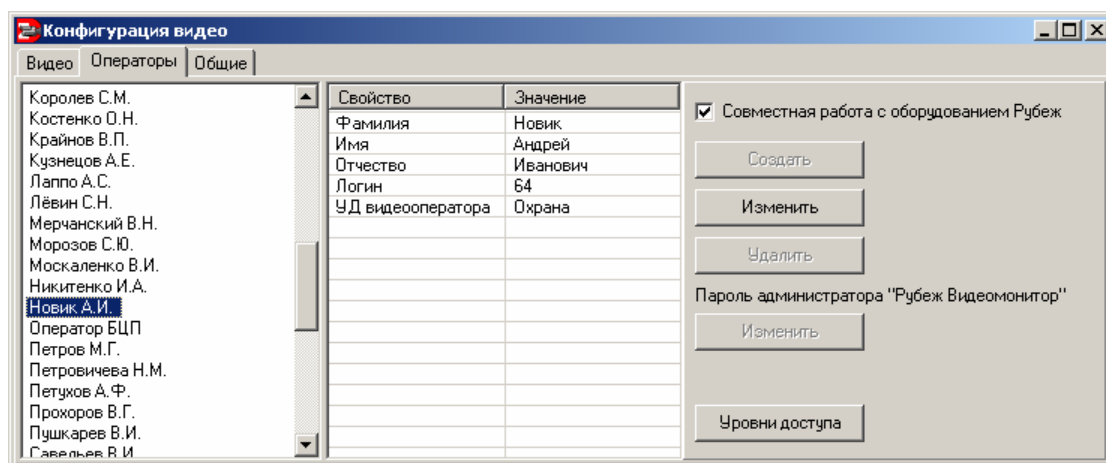 Конфигурация видео
Видео Операторы Общие
Королев С.М.
Костенко О.Н.
Крайнов В.П.
Кузнецов А.Е.
Лаппо А.С.
Лёвин С.Н.
Мерчанский В.Н.
Морозов С.Ю.
Москаленко В.И.
Никитенко И.А.
Новик А.И.
Оператор БЦП
Петров М.Г.
Петровичева Н.М.
Петухов А.Ф.
Прохоров В.Г.
Пушкарев В.И.
Савельев В.И
Свойство Значение
Фамилия Новик
Имя Андрей
Отчество Иванович
Логин 64
УД видеооператора Охрана
Совместная работа с оборудованием Рубеж
Создать
Изменить
Удалить
Пароль администратора "Рубеж Видеомонитор"
Изменить
Уровни доступа